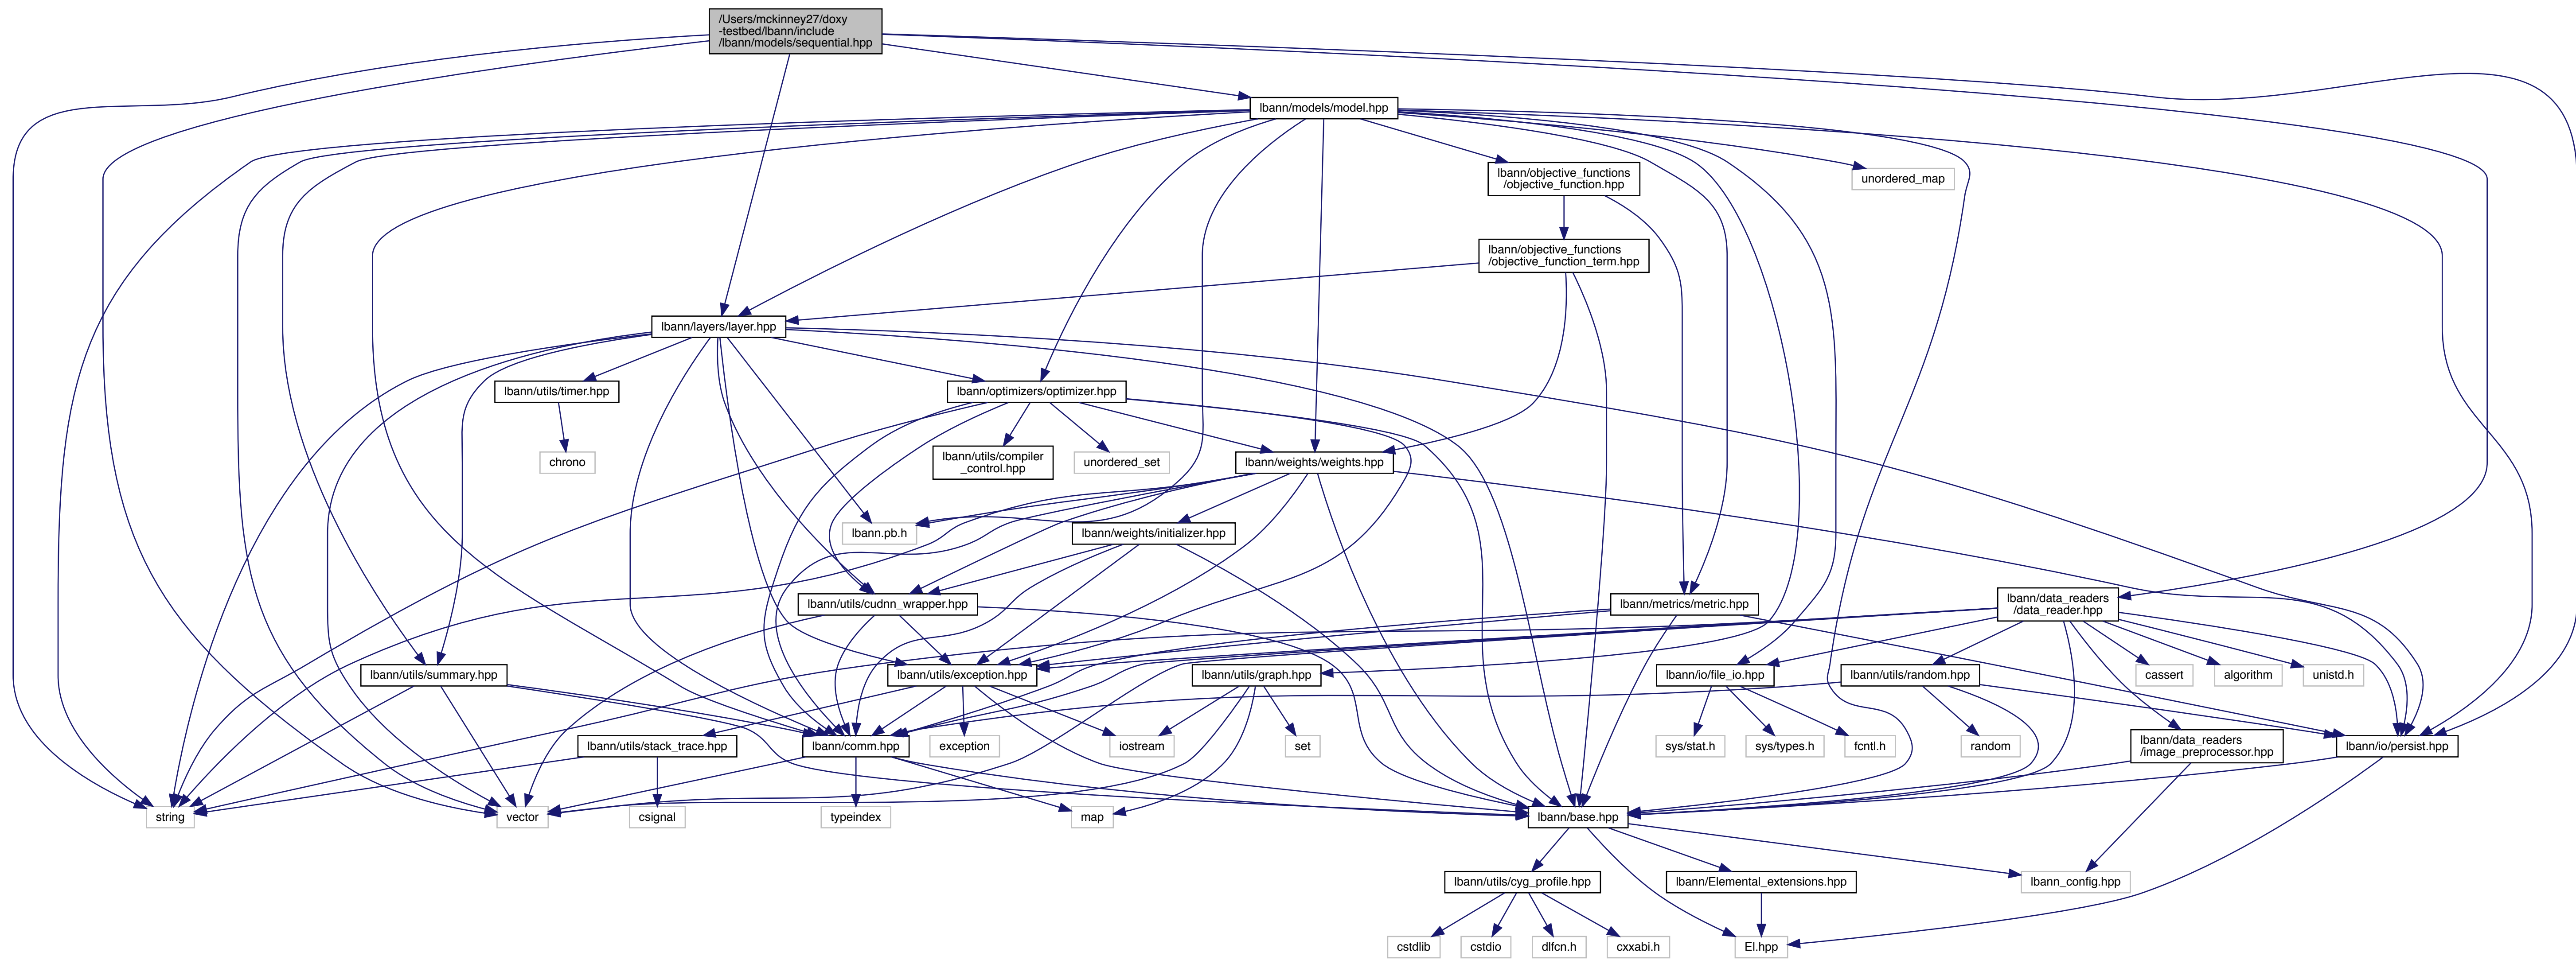 /Users/mckinney27/doxy
-testbed/lbann/include
/lbann/models/sequential.hpp
lbann/models/model.hpp
lbann/objective_functions
/objective_function.hpp
unordered_map
lbann/objective_functions
/objective_function_term.hpp
lbann/layers/layer.hpp
lbann/utils/timer.hpp
lbann/optimizers/optimizer.hpp
chrono
lbann/utils/compiler
_control.hpp
unordered_set
lbann/weights/weights.hpp
lbann.pb.h
lbann/weights/initializer.hpp
lbann/utils/cudnn_wrapper.hpp
lbann/metrics/metric.hpp
lbann/data_readers
/data_reader.hpp
lbann/utils/summary.hpp
lbann/utils/exception.hpp
lbann/utils/graph.hpp
lbann/io/file_io.hpp
lbann/utils/random.hpp
cassert
algorithm
unistd.h
lbann/utils/stack_trace.hpp
lbann/comm.hpp
exception
iostream
set
sys/stat.h
sys/types.h
fcntl.h
random
lbann/data_readers
/image_preprocessor.hpp
lbann/io/persist.hpp
string
vector
csignal
typeindex
map
lbann/base.hpp
lbann/utils/cyg_profile.hpp
lbann/Elemental_extensions.hpp
lbann_config.hpp
cstdlib
cstdio
dlfcn.h
cxxabi.h
El.hpp